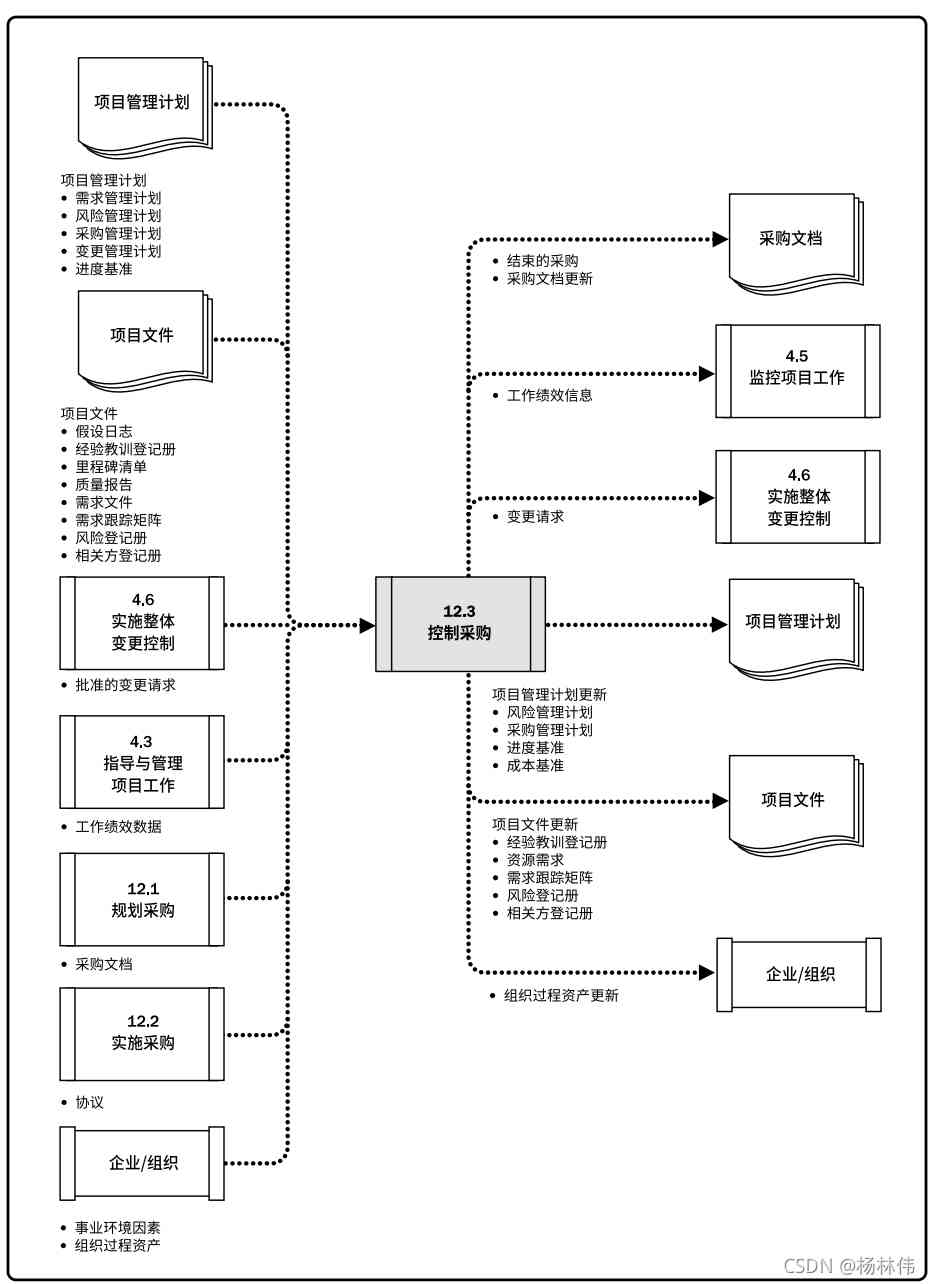 项目管理计划
项目管理计划
● 需求管理计划
● 风险管理计划
● 采购管理计划
● 变更管理计划
● 进度基准
项目文件
项目文件
● 假设日志
● 经验教训登记册
● 里程碑清单
● 质量报告
● 需求文件
● 需求跟踪矩阵
● 风险登记册
● 相关方登记册
4.6
实施整体
变更控制
● 批准的变更请求
4.3
指导与管理
项目工作
● 工作绩效数据
12.1
规划采购
● 采购文档
12.2
实施采购
● 协议
企业/组织
● 事业环境因素
● 组织过程资产
12.3
控制采购
采购文档
● 结束的采购
● 采购文档更新
4.5
监控项目工作
● 工作绩效信息
4.6
实施整体
变更控制
● 变更请求
项目管理计划
项目管理计划更新
● 风险管理计划
● 采购管理计划
● 进度基准
● 成本基准
项目文件
项目文件更新
● 经验教训登记册
● 资源需求
● 需求跟踪矩阵
● 风险登记册
● 相关方登记册
企业/组织
● 组织过程资产更新
CSDN @杨林伟